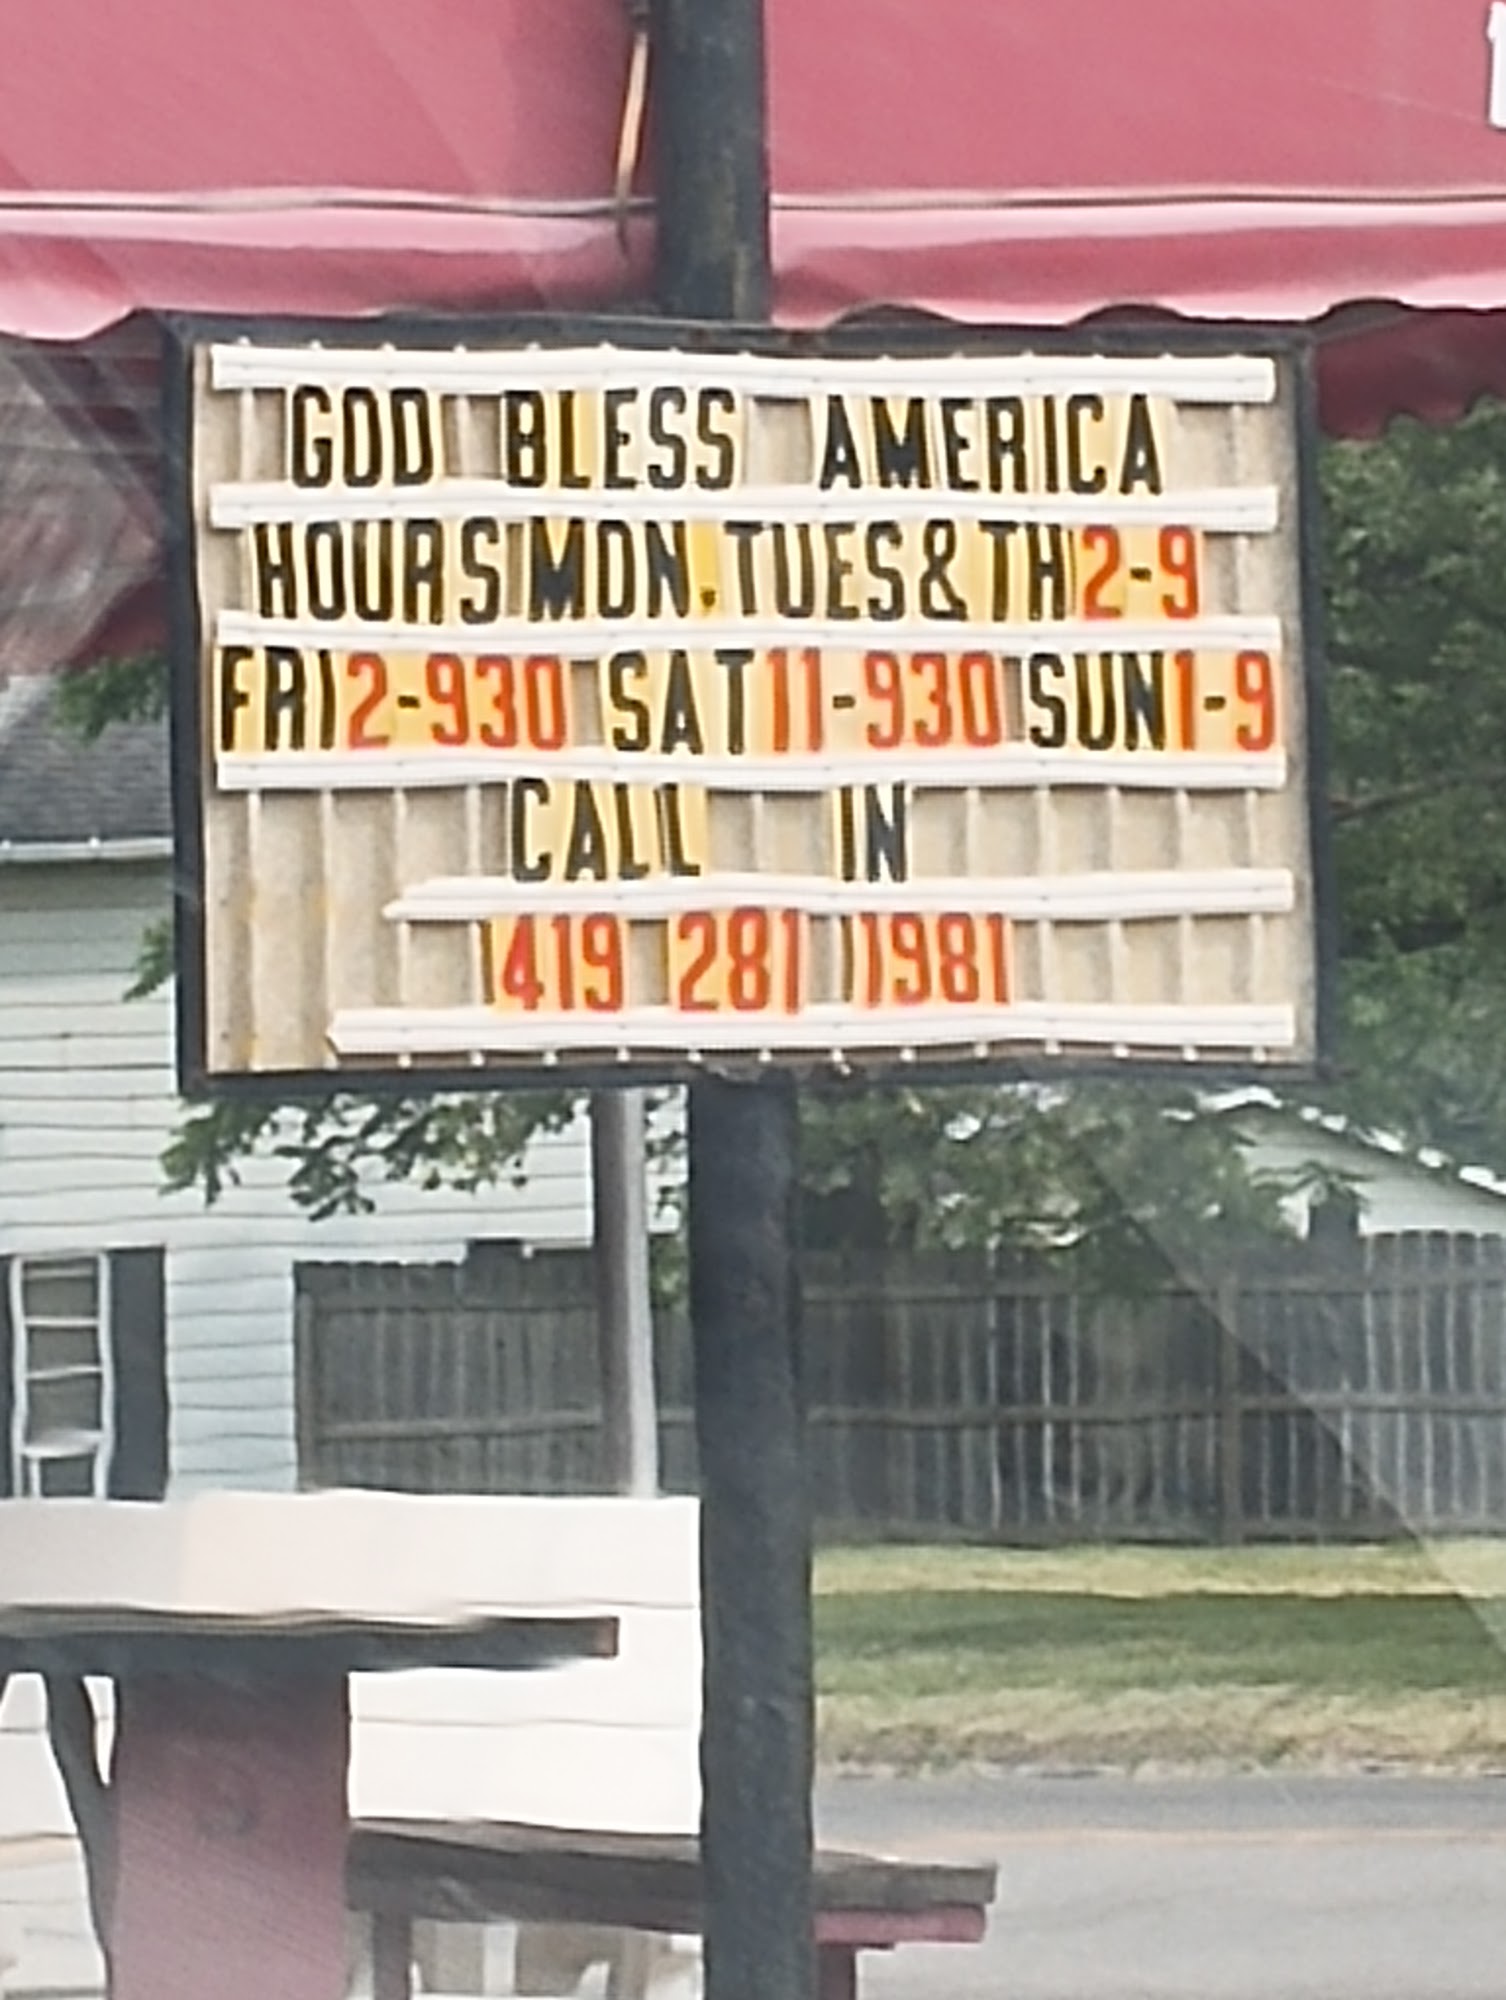 GOD BLESS AMERICA
HOURS MON. TUES & TH 2-9
FRI 2-930 SAT 11-930 SUN 1-9
CALL IN
419 281 1981